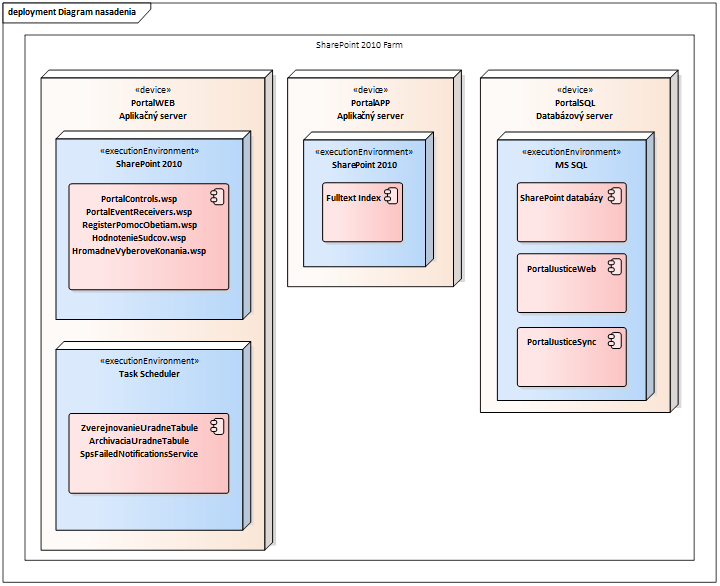 deployment Diagram nasadenia
SharePoint 2010 Farm
«device»
PortalWEB
Aplikačný server
«executionEnvironment»
SharePoint 2010
PortalControls.wsp
PortalEventReceivers.wsp
RegisterPomocObetiam.wsp
HodnotenieSudcov.wsp
HromadneVyberoveKonania.wsp
«executionEnvironment»
Task Scheduler
ZverejnovanieUradneTabule
ArchivaciaUradneTabule
SpsFailedNotificationsService
«device»
PortalAPP
Aplikačný server
«executionEnvironment»
SharePoint 2010
Fulltext Index
«device»
PortalSQL
Databázový server
«executionEnvironment»
MS SQL
SharePoint databázy
PortalJusticeWeb
PortalJusticeSync